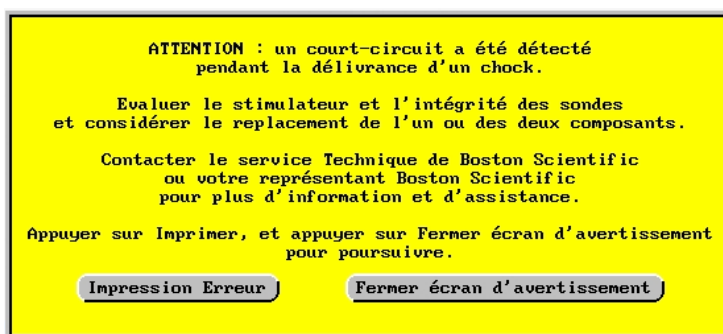 ATTENTION : un court-circuit a été détecté
pendant la délivrance d'un chock.
Evaluer le stimulateur et l'intégrité des sondes
et considérer le replacement de l'un ou des deux composants.
Contacter le service Technique de Boston Scientific
ou votre représentant Boston Scientific
pour plus d'information et d'assistance.
Appuyer sur Imprimer, et appuyer sur Fermer écran d'avertissement
pour poursuivre.
Impression Erreur Fermer écran d'avertissement